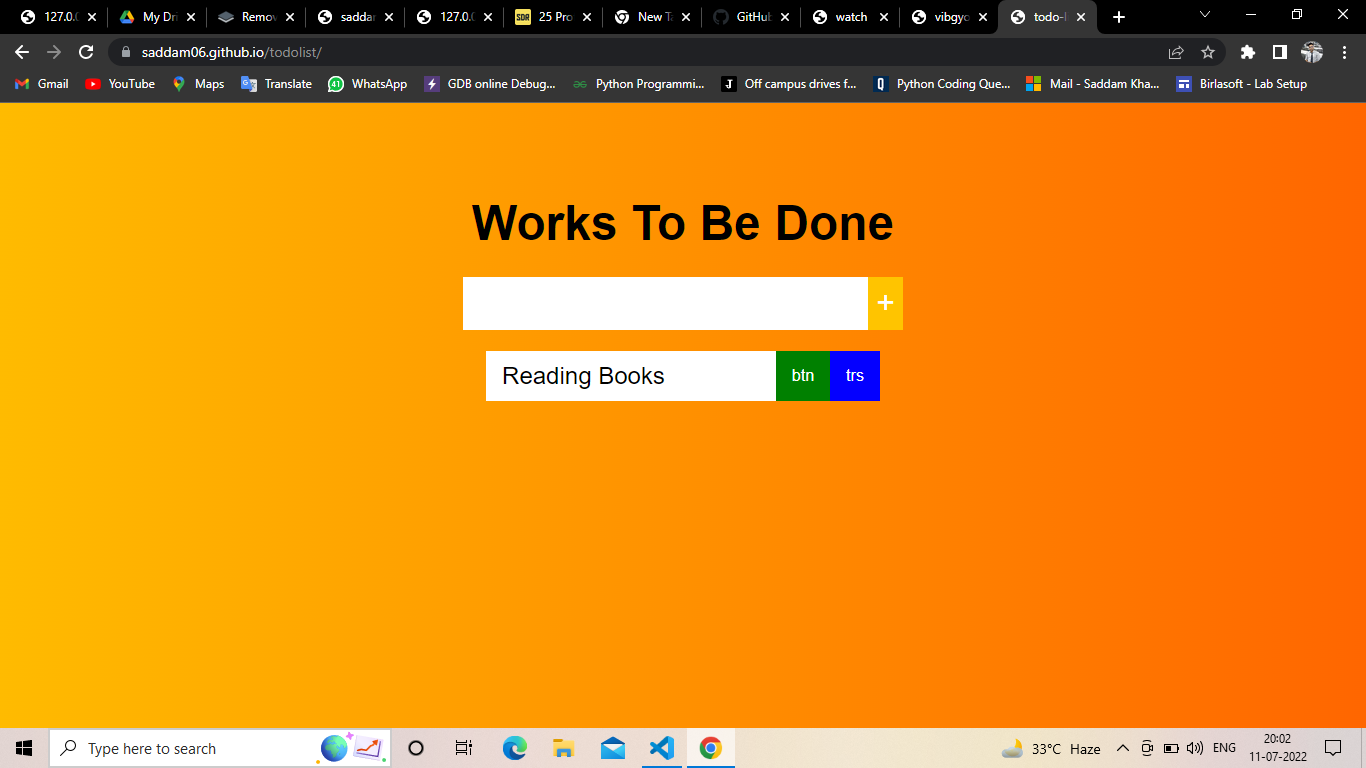 127.0.0 My Dri Remov saddar 127.0.0 25 Pro New Ta GitHub watch vibgyo todo-l
saddam06.github.io/todolist/
Gmail YouTube Maps Translate WhatsApp GDB online Debug... Python Programmi... Off campus drives f... Python Coding Que... Mail - Saddam Kha... Birlasoft - Lab Setup
Works To Be Done
+
Reading Books btn trs
Type here to search 33°C Haze ENG 20:02
11-07-2022